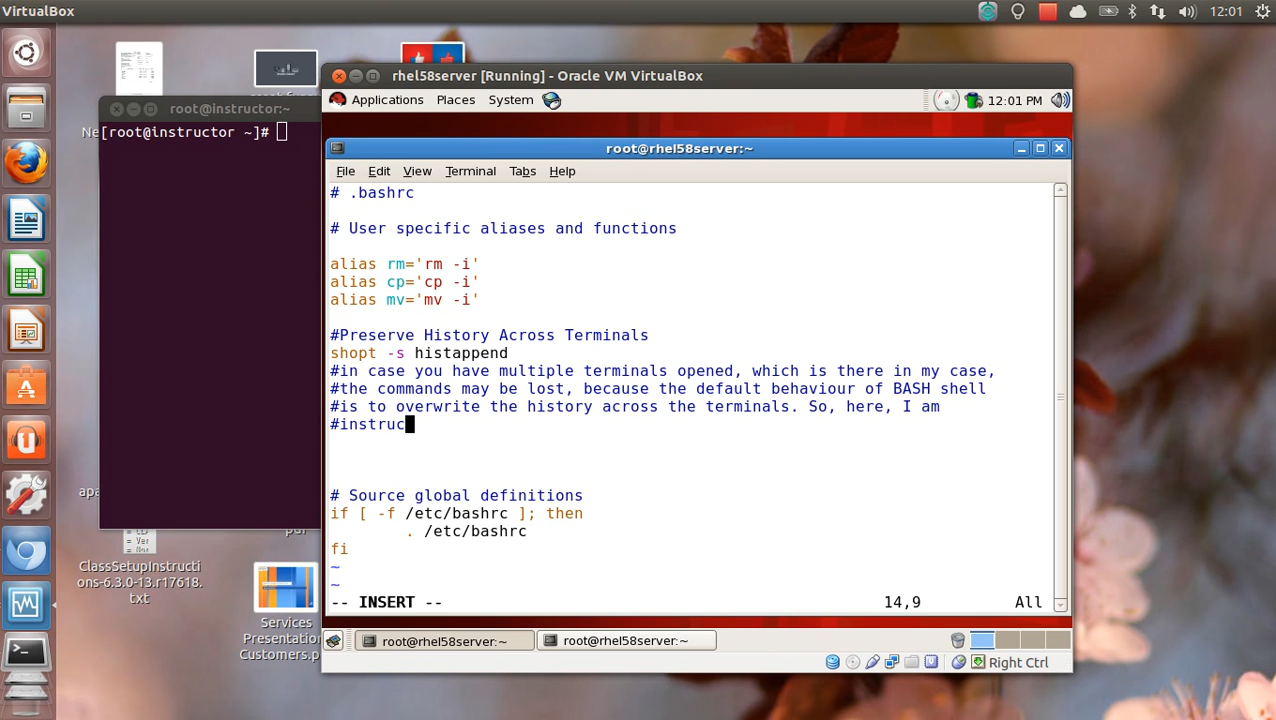 VirtualBox
12:01
rhel58server [Running] - Oracle VM VirtualBox
Applications Places System
12:01 PM
root@instructor:~
Ne
[root@instructor ~]#
root@rhel58server:~
File Edit View Terminal Tabs Help
# .bashrc
# User specific aliases and functions
alias rm='rm -i'
alias cp='cp -i'
alias mv='mv -i'
#Preserve History Across Terminals
shopt -s histappend
#in case you have multiple terminals opened, which is there in my case,
#the commands may be lost, because the default behaviour of BASH shell
#is to overwrite the history across the terminals. So, here, I am
#instruc
# Source global definitions
if [ -f /etc/bashrc ]; then
. /etc/bashrc
fi
~
~
-- INSERT -- 14,9 All
root@rhel58server:~ root@rhel58server:~
Right Ctrl
apa
ClassSetupInstructi
ons-6.3.0-13.r17618.
txt
Services
Presentation
Customers.p